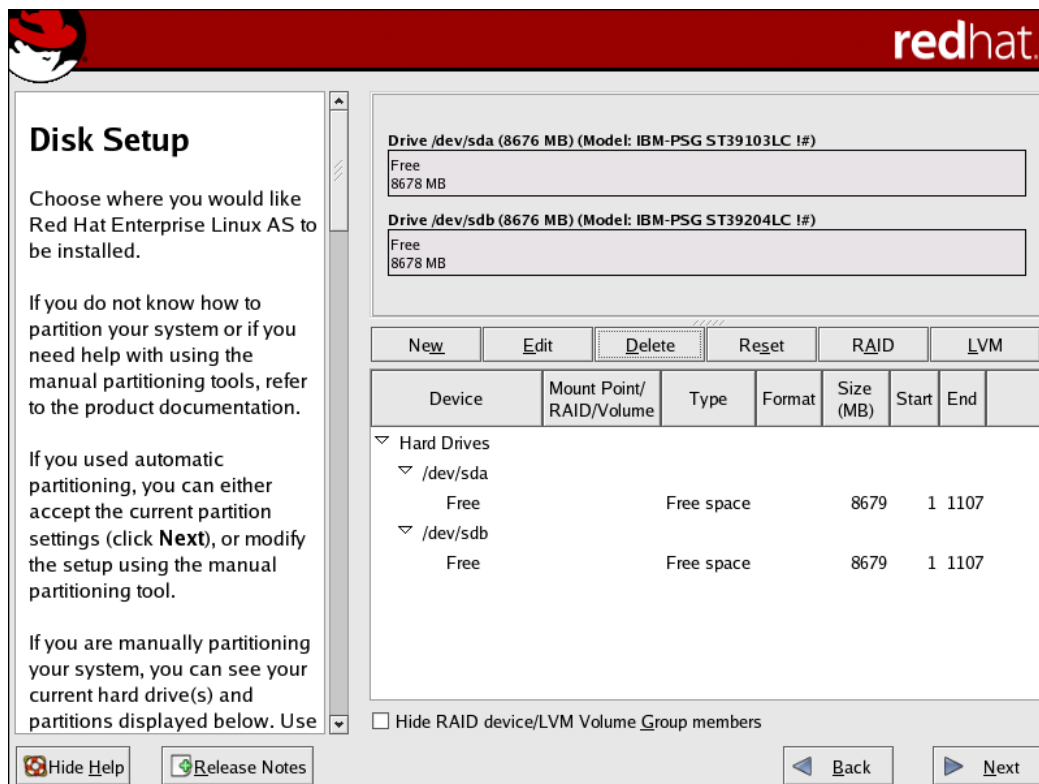 redhat.
Disk Setup
Choose where you would like
Red Hat Enterprise Linux AS to
be installed.
If you do not know how to
partition your system or if you
need help with using the
manual partitioning tools, refer
to the product documentation.
If you used automatic
partitioning, you can either
accept the current partition
settings (click Next), or modify
the setup using the manual
partitioning tool.
If you are manually partitioning
your system, you can see your
current hard drive(s) and
partitions displayed below. Use
Drive /dev/sda (8676 MB) (Model: IBM-PSG ST39103LC !#)
Free
8678 MB
Drive /dev/sdb (8676 MB) (Model: IBM-PSG ST39204LC !#)
Free
8678 MB
New Edit Delete Reset RAID LVM
Device Mount Point/ RAID/Volume Type Format Size (MB) Start End
Hard Drives
/dev/sda
Free Free space 8679 1 1107
/dev/sdb
Free Free space 8679 1 1107
Hide RAID device/LVM Volume Group members
Hide Help Release Notes Back Next